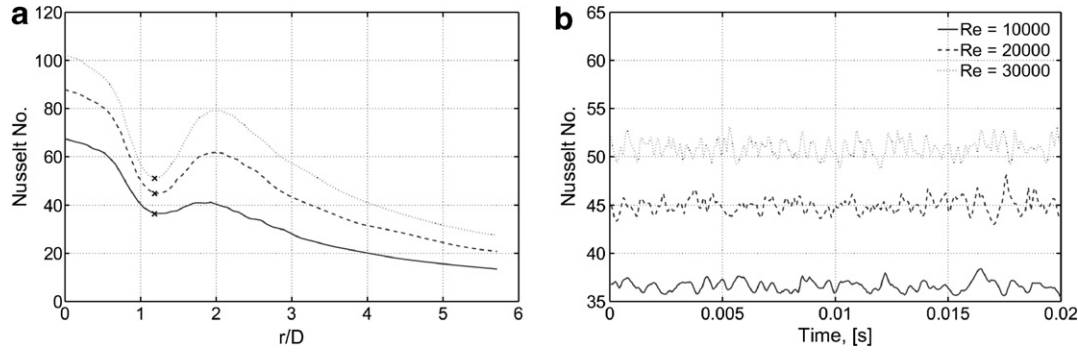 a
120
100
80
60
40
20
0
Nusselt No.
0 1 2 3 4 5 6
r/D
b
65
60
55
50
45
40
35
Nusselt No.
Re = 10000
Re = 20000
Re = 30000
0 0.005 0.01 0.015 0.02
Time, [s]